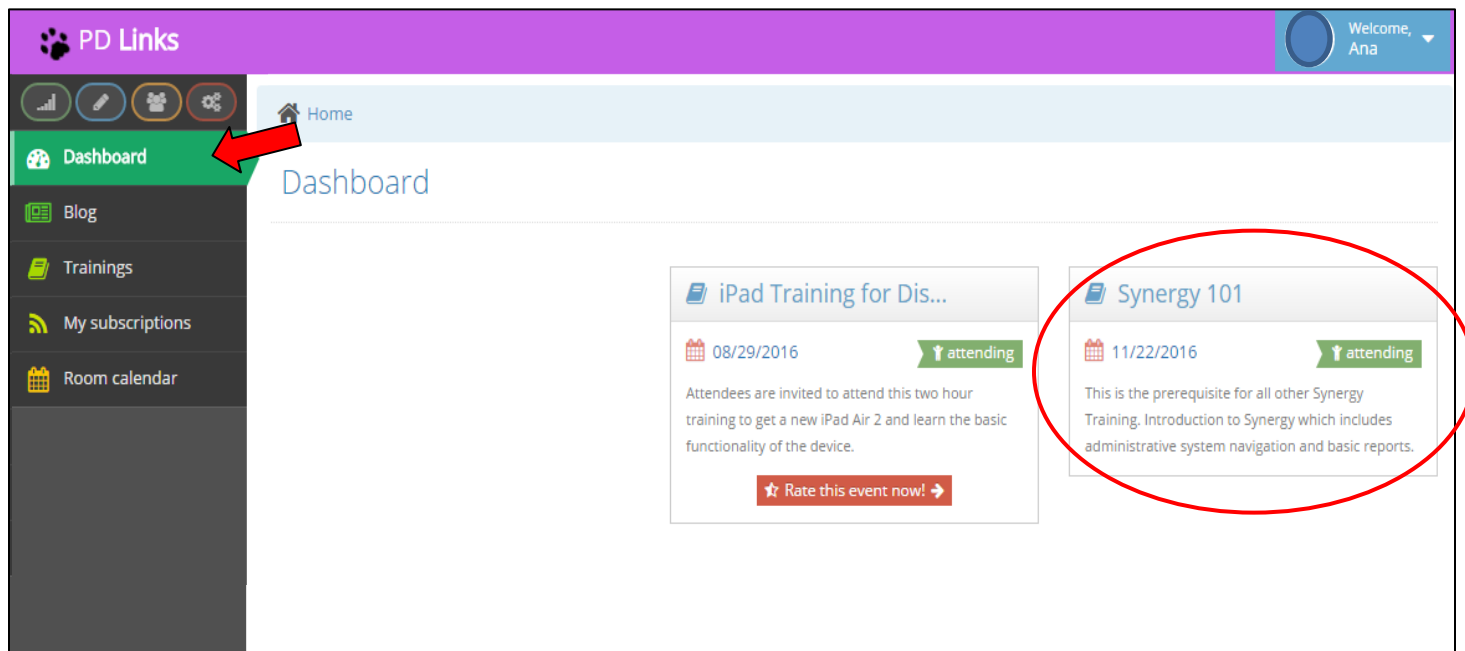 PD Links
Welcome,
Ana
Home
Dashboard
Blog
Trainings
My subscriptions
Room calendar
Dashboard
iPad Training for Dis...
08/29/2016
attending
Attendees are invited to attend this two hour
training to get a new iPad Air 2 and learn the basic
functionality of the device.
Rate this event now!
Synergy 101
11/22/2016
attending
This is the prerequisite for all other Synergy
Training. Introduction to Synergy which includes
administrative system navigation and basic reports.